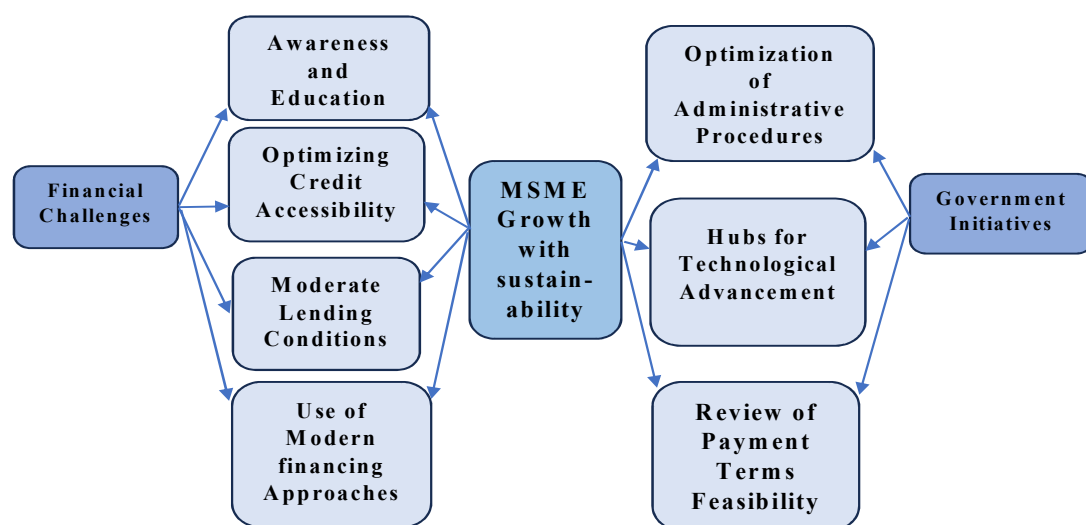 Financial
Challenges
Awareness
and
Education
Optimizing
Credit
Accessibility
Moderate
Lending
Conditions
Use of
Modern
financing
Approaches
MSME
Growth
with
sustain-
ability
Optimization
of
Administrative
Procedures
Hubs for
Technological
Advancement
Review of
Payment
Terms
Feasibility
Government
Initiatives